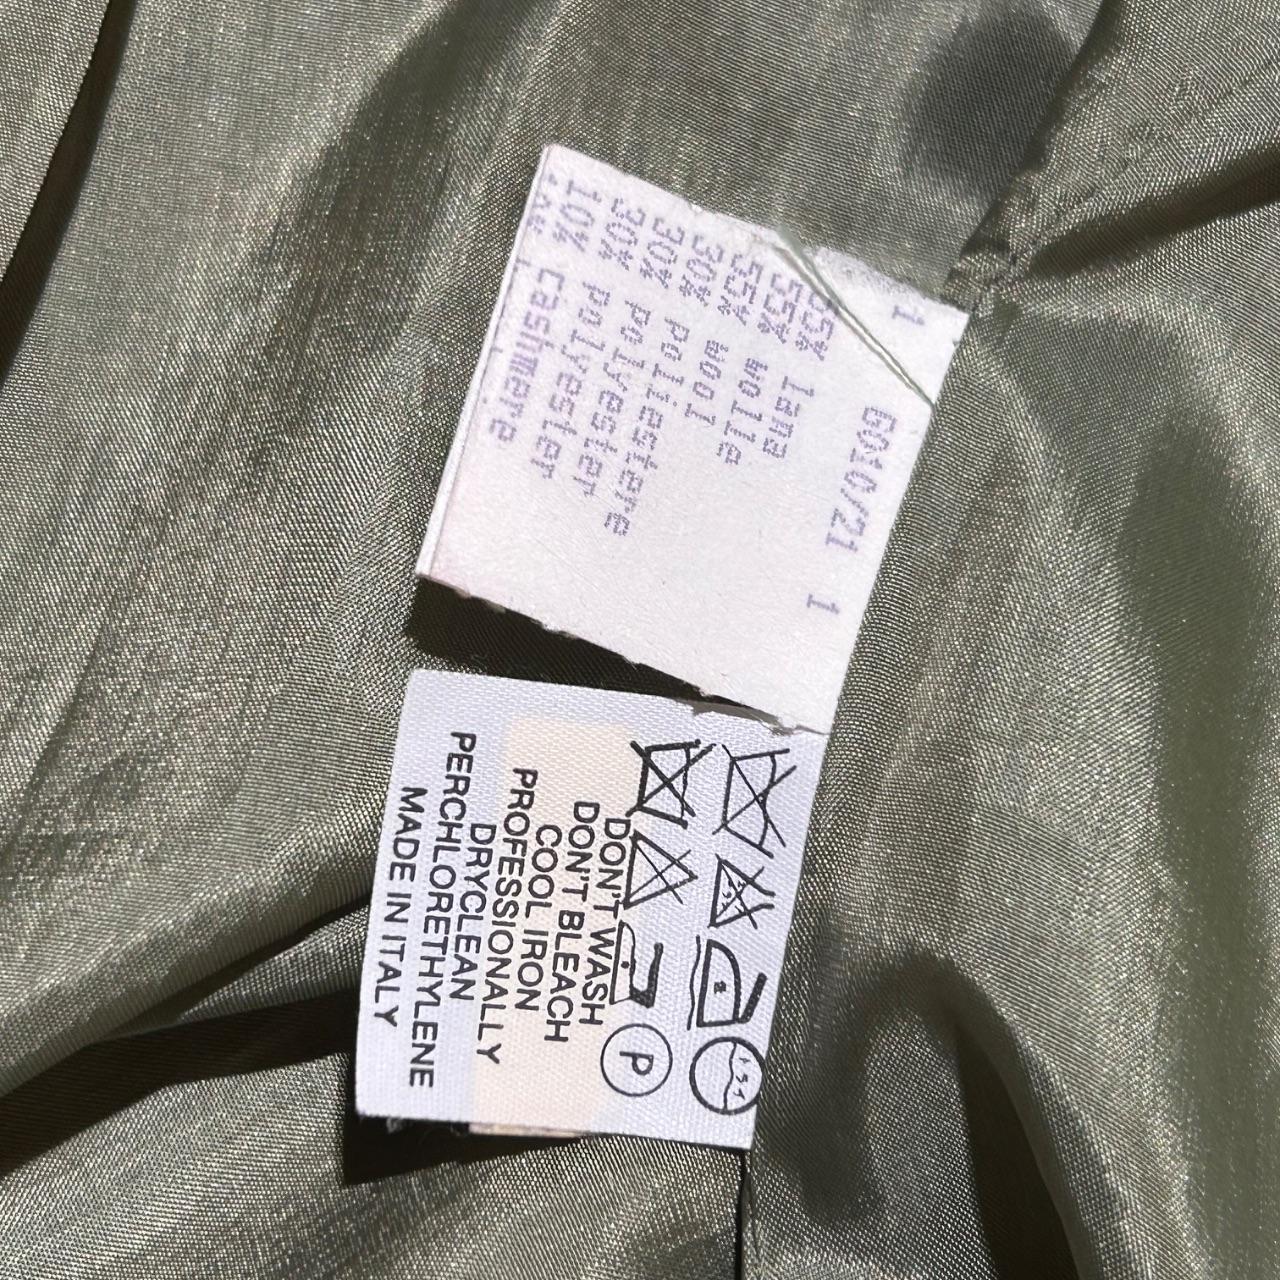 1 G010/21 1
55% lana
55% wolle
55% wool
30% poliestere
30% polyester
30% polyester
10% cashmere
DON'T WASH
DON'T BLEACH
COOL IRON
PROFESSIONALLY
DRYCLEAN
PERCHLORETHYLENE
MADE IN ITALY
P